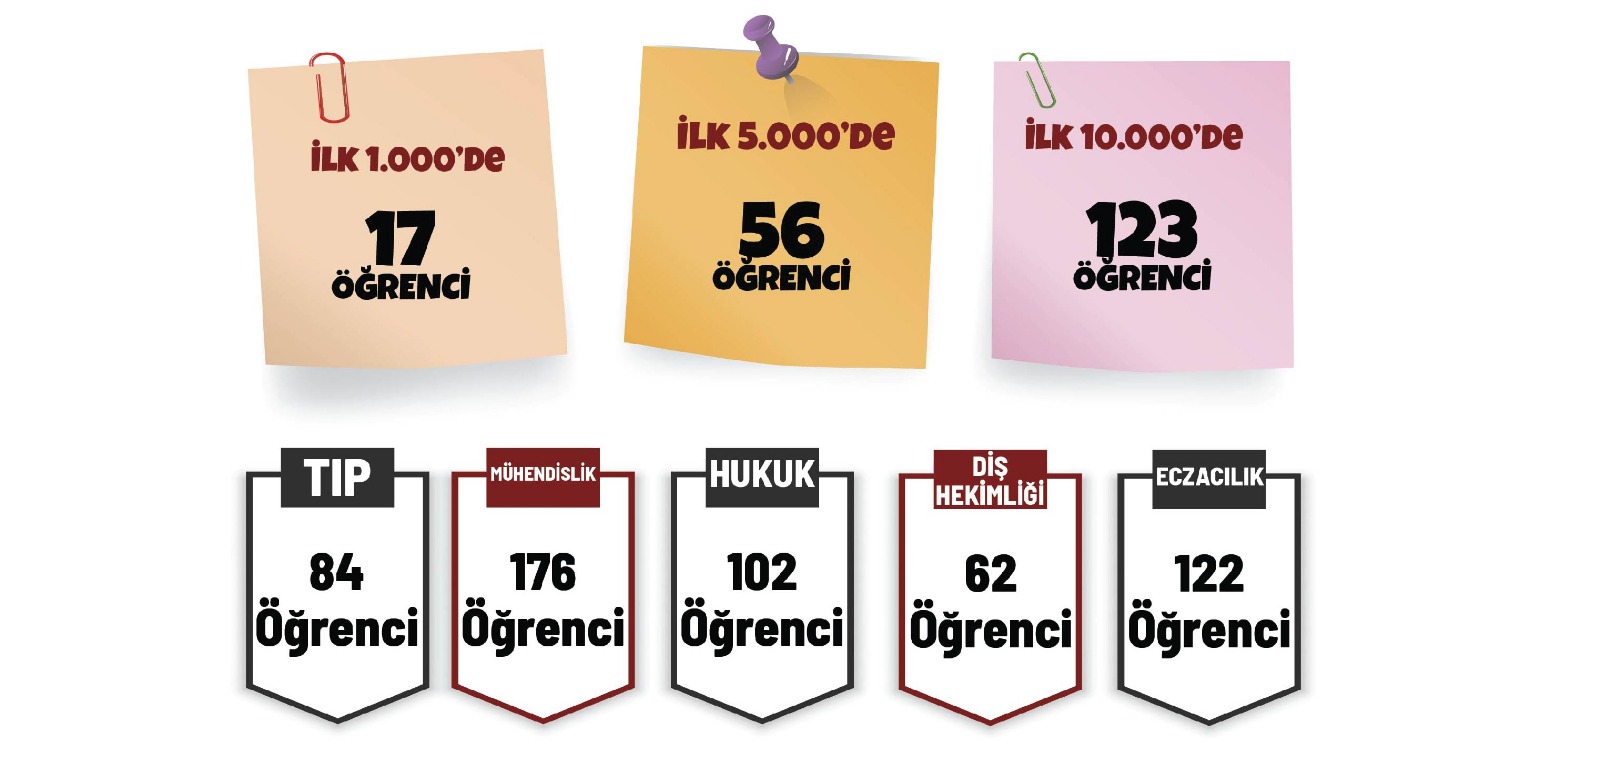 İLK 1.000'DE
17
ÖĞRENCİ
İLK 5.000'DE
56
ÖĞRENCİ
İLK 10.000'DE
123
ÖĞRENCİ
TIP
84
Öğrenci
MÜHENDİSLİK
176
Öğrenci
HUKUK
102
Öğrenci
DİŞ
HEKİMLİĞİ
62
Öğrenci
ECZACILIK
122
Öğrenci